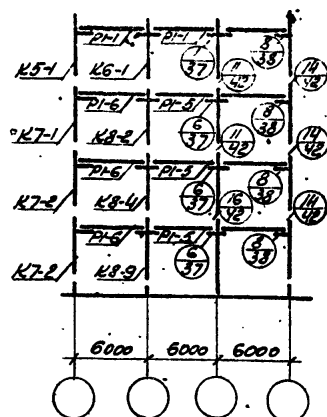 Р1-1 Р1-1 7/37 8/38
К5-1 К6-1 11/42 14/42
Р1-6 Р1-5 6/37 8/38
К7-1 К8-2 11/42 14/42
Р1-6 Р1-5 6/37 8/38
К7-2 К8-4 16/42 14/42
Р1-6 Р1-5 6/37 8/38
К7-2 К8-9
6000 6000 6000